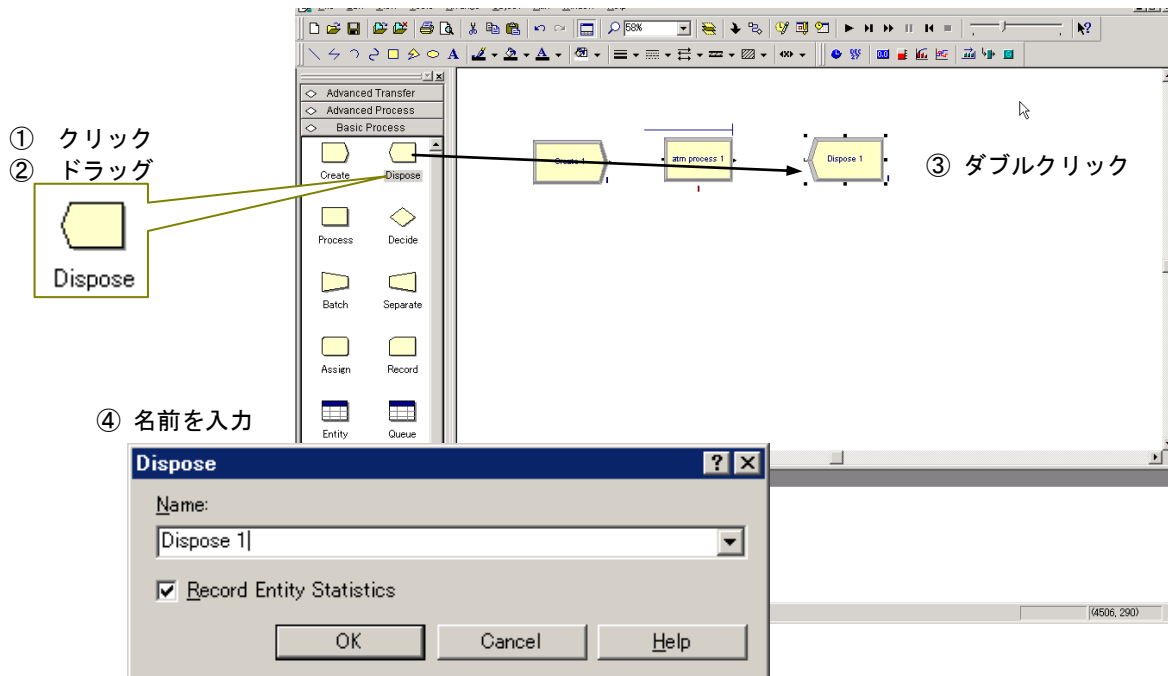 58%
A
Advanced Transfer
Advanced Process
Basic Process
① クリック
② ドラッグ
Dispose
Create
Dispose
Process
Decide
Batch
Separate
Assign
Record
Entity
Queue
Create 1
atm process 1
Dispose 1
③ ダブルクリック
④ 名前を入力
Dispose
Name:
Dispose 1
Record Entity Statistics
OK
Cancel
Help
(4506, 290)